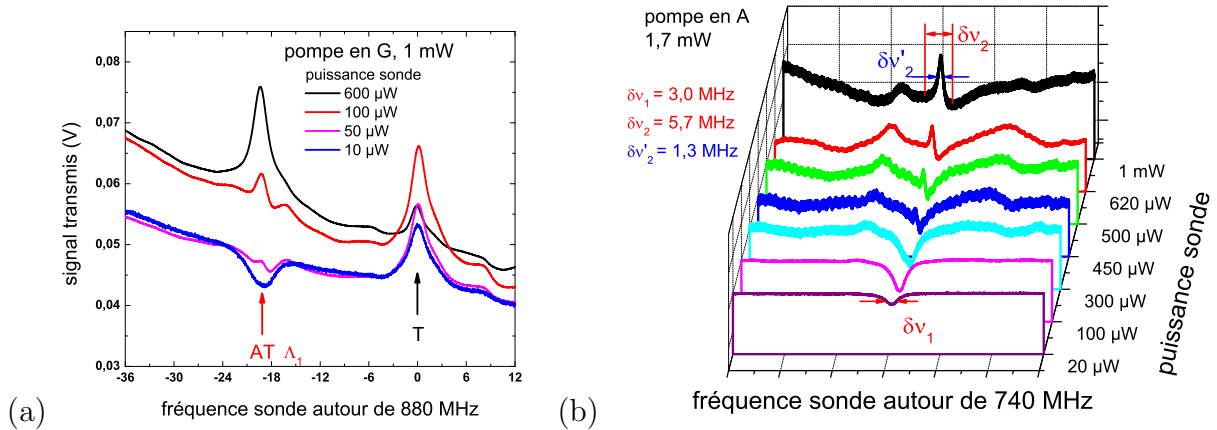 (a)
pompe en G, 1 mW
puissance sonde
600 µW
100 µW
50 µW
10 µW
signal transmis (V)
0,08
0,07
0,06
0,05
0,04
0,03
AT Λ₁
T
-36 -30 -24 -18 -12 -6 0 6 12
fréquence sonde autour de 880 MHz
(b)
pompe en A
1,7 mW
δν₂
δν'₂
δν₁ = 3,0 MHz
δν₂ = 5,7 MHz
δν'₂ = 1,3 MHz
1 mW
620 µW
500 µW
450 µW
300 µW
100 µW
20 µW
δν₁
puissance sonde
fréquence sonde autour de 740 MHz